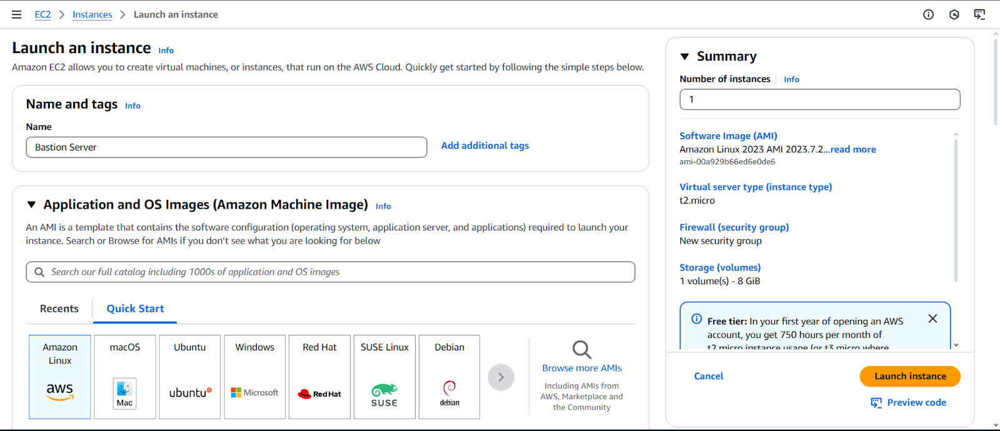 EC2 > Instances > Launch an instance
Launch an instance Info
Amazon EC2 allows you to create virtual machines, or instances, that run on the AWS Cloud. Quickly get started by following the simple steps below.
Name and tags Info
Name
Bastion Server
Add additional tags
Application and OS Images (Amazon Machine Image) Info
An AMI is a template that contains the software configuration (operating system, application server, and applications) required to launch your
instance. Search or Browse for AMIs if you don’t see what you are looking for below
Search our full catalog including 1000s of application and OS images
Recents
Quick Start
Amazon
Linux
aws
macOS
Mac
Ubuntu
ubuntu
Windows
Microsoft
Red Hat
Red Hat
SUSE Linux
SUSE
Debian
debian
Browse more AMIs
Including AMIs from
AWS, Marketplace and
the Community
Summary
Number of instances Info
1
Software Image (AMI)
Amazon Linux 2023 AMI 2023.7.2...read more
ami-00a929b66ed6e0de6
Virtual server type (instance type)
t2.micro
Firewall (security group)
New security group
Storage (volumes)
1 volume(s) - 8 GiB
Free tier: In your first year of opening an AWS
account, you get 750 hours per month of
t2.micro instance usage (or t3.micro where
Cancel
Launch instance
Preview code